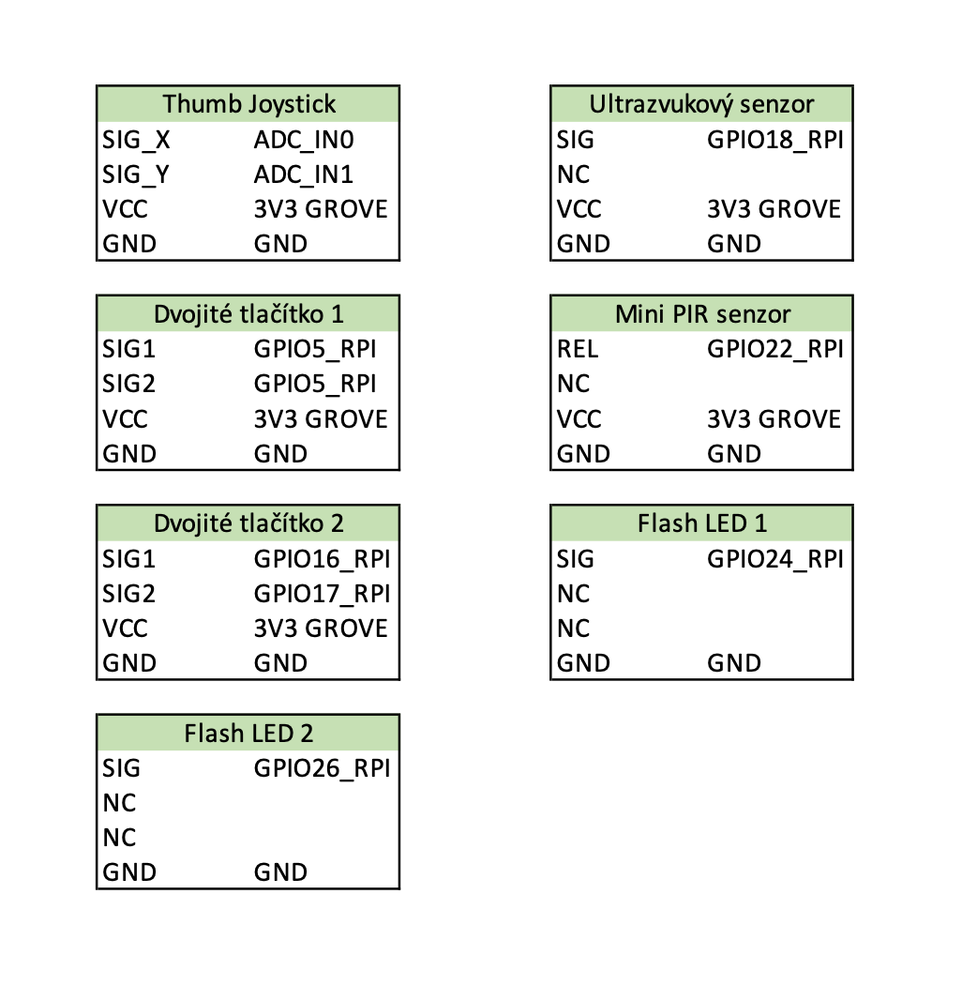 Thumb Joystick
SIG_X ADC_IN0
SIG_Y ADC_IN1
VCC 3V3 GROVE
GND GND
Ultrazvukový senzor
SIG GPIO18_RPI
NC
VCC 3V3 GROVE
GND GND
Dvojité tlačítko 1
SIG1 GPIO5_RPI
SIG2 GPIO5_RPI
VCC 3V3 GROVE
GND GND
Mini PIR senzor
REL GPIO22_RPI
NC
VCC 3V3 GROVE
GND GND
Dvojité tlačítko 2
SIG1 GPIO16_RPI
SIG2 GPIO17_RPI
VCC 3V3 GROVE
GND GND
Flash LED 1
SIG GPIO24_RPI
NC
NC
GND GND
Flash LED 2
SIG GPIO26_RPI
NC
NC
GND GND